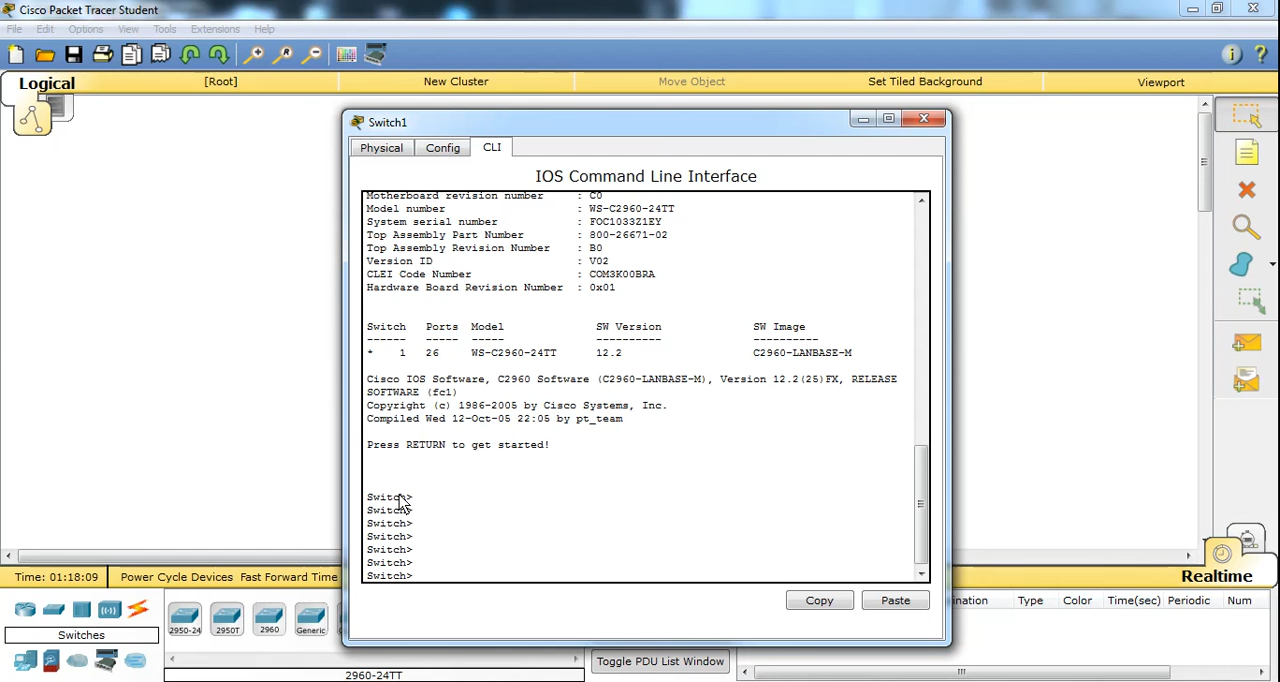 Cisco Packet Tracer Student
File Edit Options View Tools Extensions Help
Logical [Root] New Cluster Move Object Set Tiled Background Viewport
Switch1
Physical Config CLI
IOS Command Line Interface
Motherboard revision number : C0
Model number : WS-C2960-24TT
System serial number : FOC1033Z1EY
Top Assembly Part Number : 800-26671-02
Top Assembly Revision Number : B0
Version ID : V02
CLEI Code Number : COM3K00BRA
Hardware Board Revision Number : 0x01
Switch Ports Model SW Version SW Image
------ ----- ----- ---------- ----------
* 1 26 WS-C2960-24TT 12.2 C2960-LANBASE-M
Cisco IOS Software, C2960 Software (C2960-LANBASE-M), Version 12.2(25)FX, RELEASE
SOFTWARE (fc1)
Copyright (c) 1986-2005 by Cisco Systems, Inc.
Compiled Wed 12-Oct-05 22:05 by pt_team
Press RETURN to get started!
Switch>
Switch>
Switch>
Switch>
Switch>
Switch>
Switch>
Copy Paste
Time: 01:18:09 Power Cycle Devices Fast Forward Time Realtime
2950-24 2950T 2960 Generic
ination Type Color Time(sec) Periodic Num
Switches
Toggle PDU List Window
2960-24TT